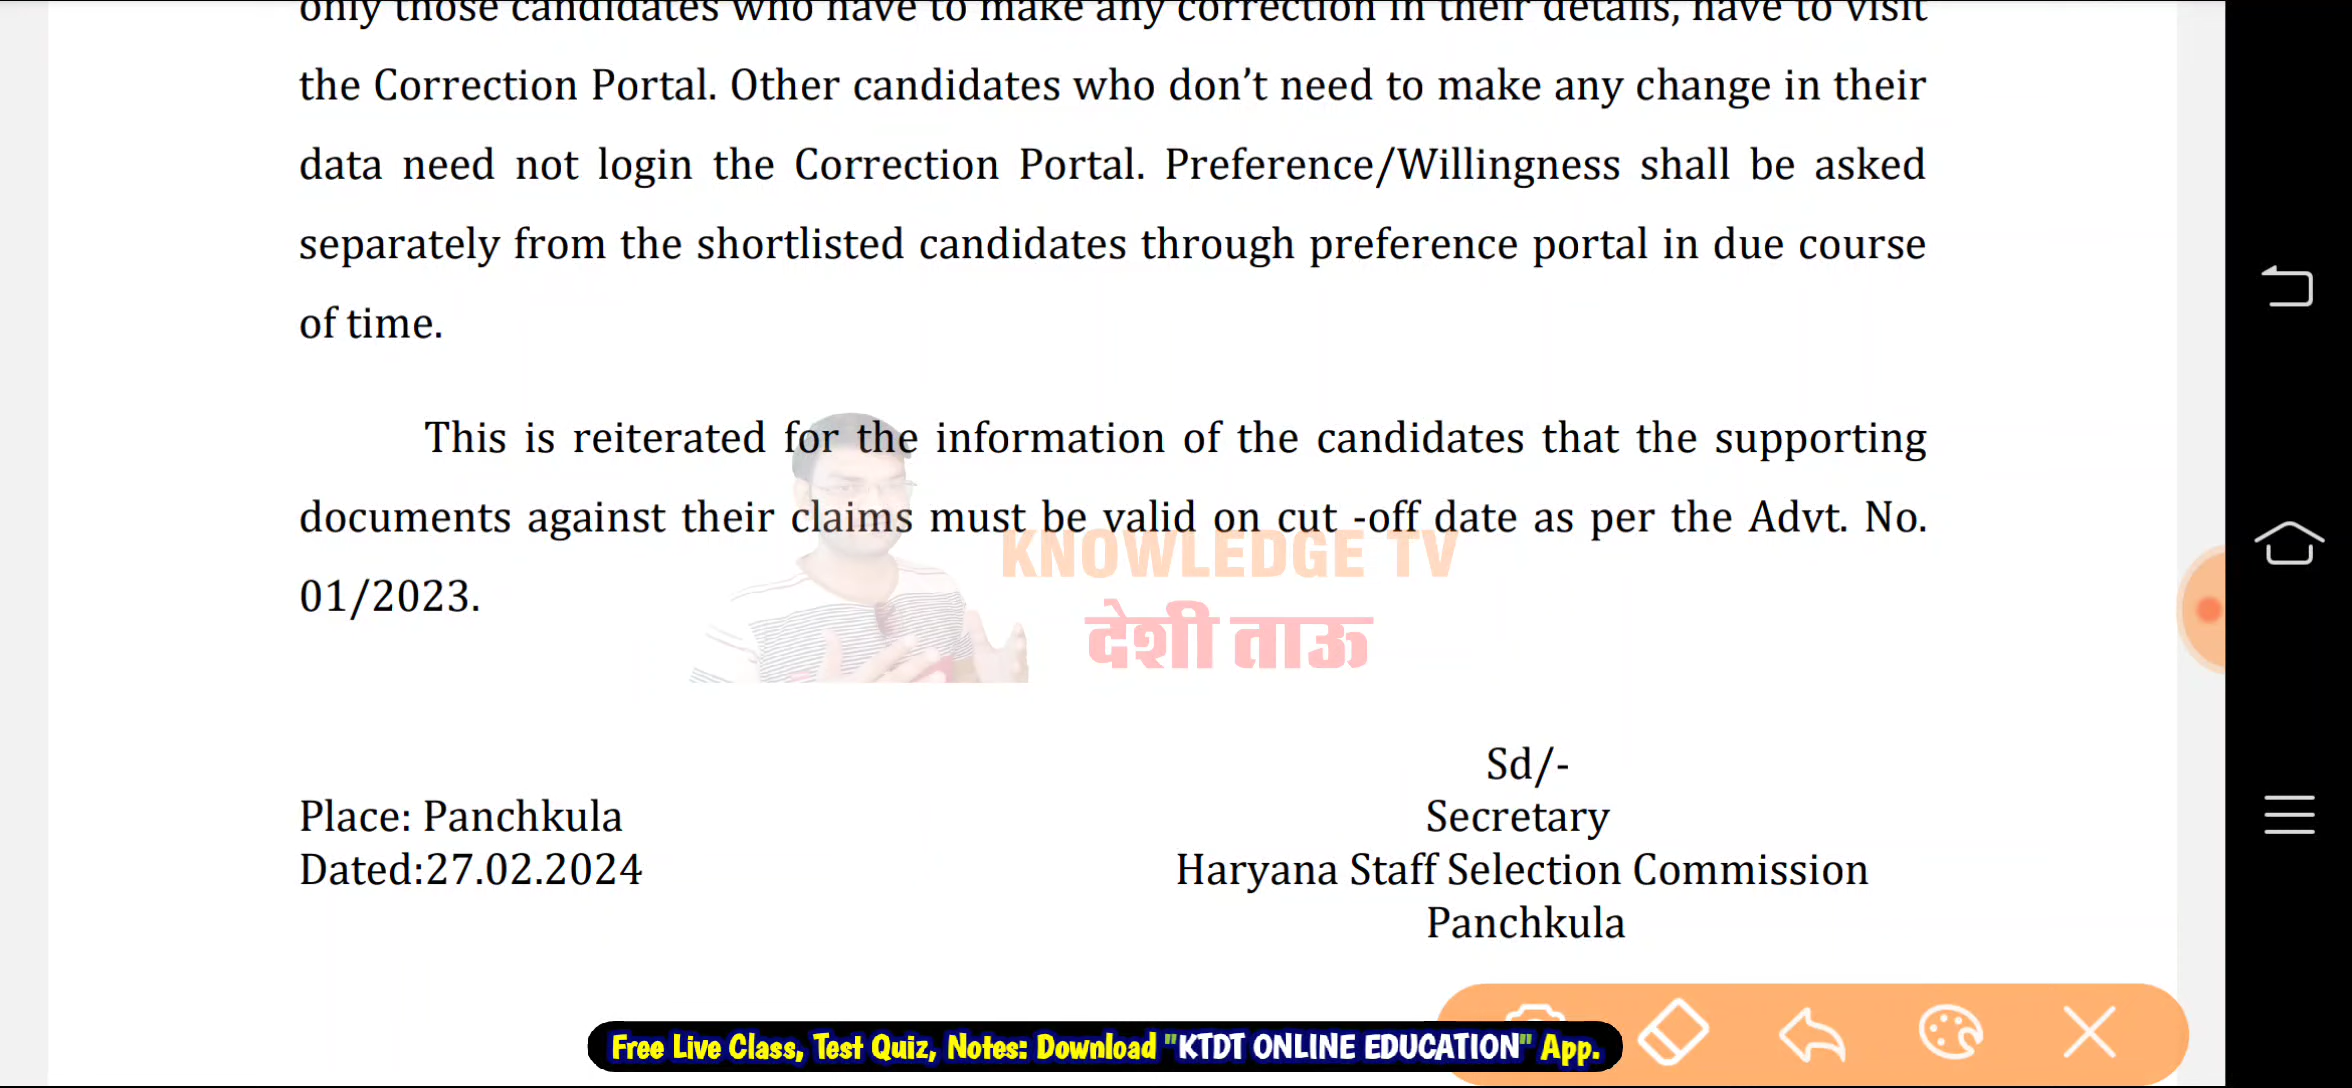 only those candidates who have to make any correction in their details, have to visit
the Correction Portal. Other candidates who don’t need to make any change in their
data need not login the Correction Portal. Preference/Willingness shall be asked
separately from the shortlisted candidates through preference portal in due course
of time.
This is reiterated for the information of the candidates that the supporting
documents against their claims must be valid on cut -off date as per the Advt. No.
01/2023.
KNOWLEDGE TV
देशी ताऊ
Sd/-
Place: Panchkula
Secretary
Dated:27.02.2024
Haryana Staff Selection Commission
Panchkula
Free Live Class, Test Quiz, Notes: Download "KTDT ONLINE EDUCATION" App.